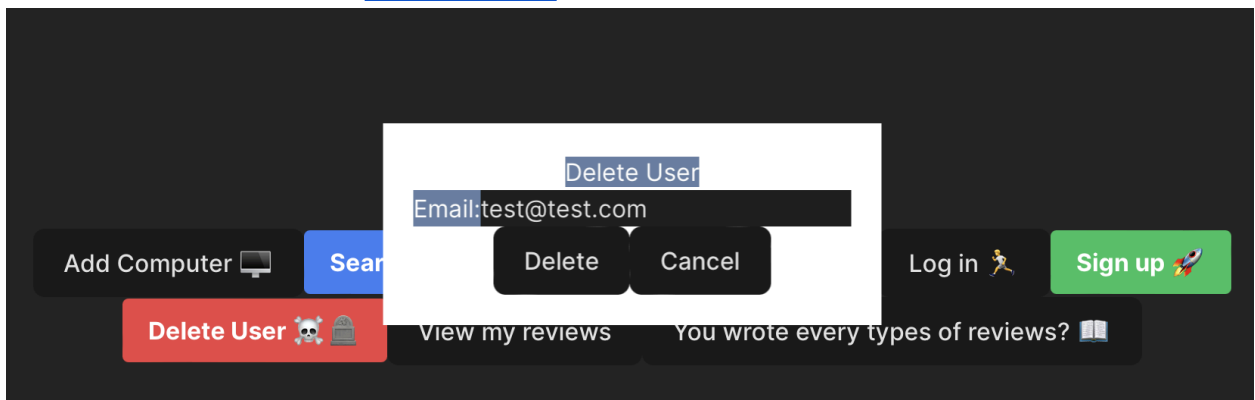 Delete User
Email:test@test.com
Delete Cancel
Add Computer 🖥️ Sear Log in 🏃 Sign up 🚀
Delete User ☠️🪦 View my reviews You wrote every types of reviews? 📖